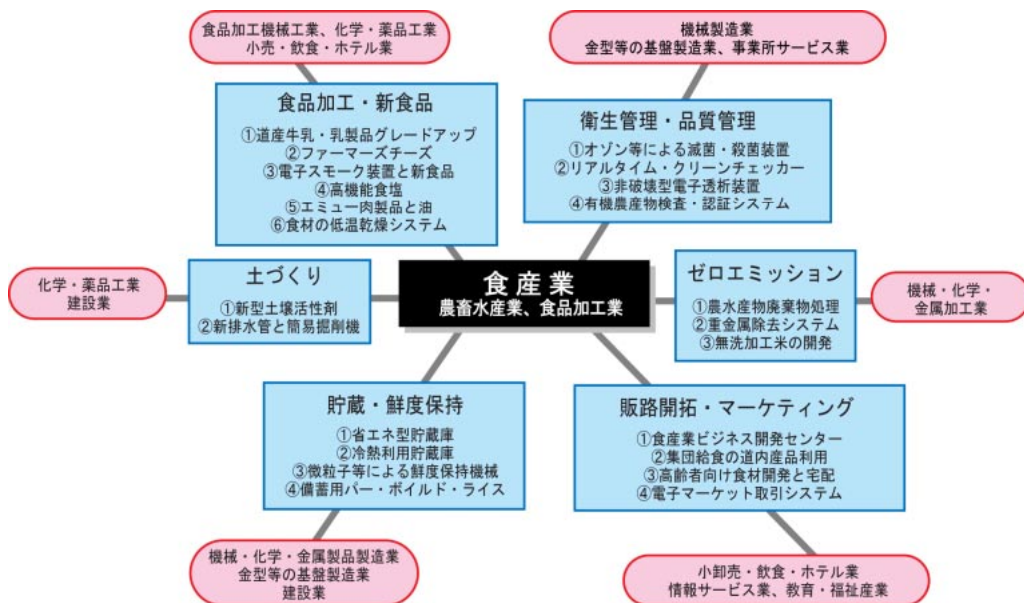 食品加工機械工業、化学・薬品工業
小売・飲食・ホテル業
機械製造業
金型等の基盤製造業、事業所サービス業
食品加工・新食品
①道産牛乳・乳製品グレードアップ
②ファーマーズチーズ
③電子スモーク装置と新食品
④高機能食塩
⑤エミュー肉製品と油
⑥食材の低温乾燥システム
衛生管理・品質管理
①オゾン等による滅菌・殺菌装置
②リアルタイム・クリーンチェッカー
③非破壊型電子透析装置
④有機農産物検査・認証システム
化学・薬品工業
建設業
土づくり
①新型土壌活性剤
②新排水管と簡易掘削機
食産業
農畜水産業、食品加工業
ゼロエミッション
①農水産物廃棄物処理
②重金属除去システム
③無洗加工米の開発
機械・化学・
金属加工業
貯蔵・鮮度保持
①省エネ型貯蔵庫
②冷熱利用貯蔵庫
③微粒子等による鮮度保持機械
④備蓄用パー・ボイルド・ライス
販路開拓・マーケティング
①食産業ビジネス開発センター
②集団給食の道内産品利用
③高齢者向け食材開発と宅配
④電子マーケット取引システム
機械・化学・金属製品製造業
金型等の基盤製造業
建設業
小卸売・飲食・ホテル業
情報サービス業、教育・福祉産業